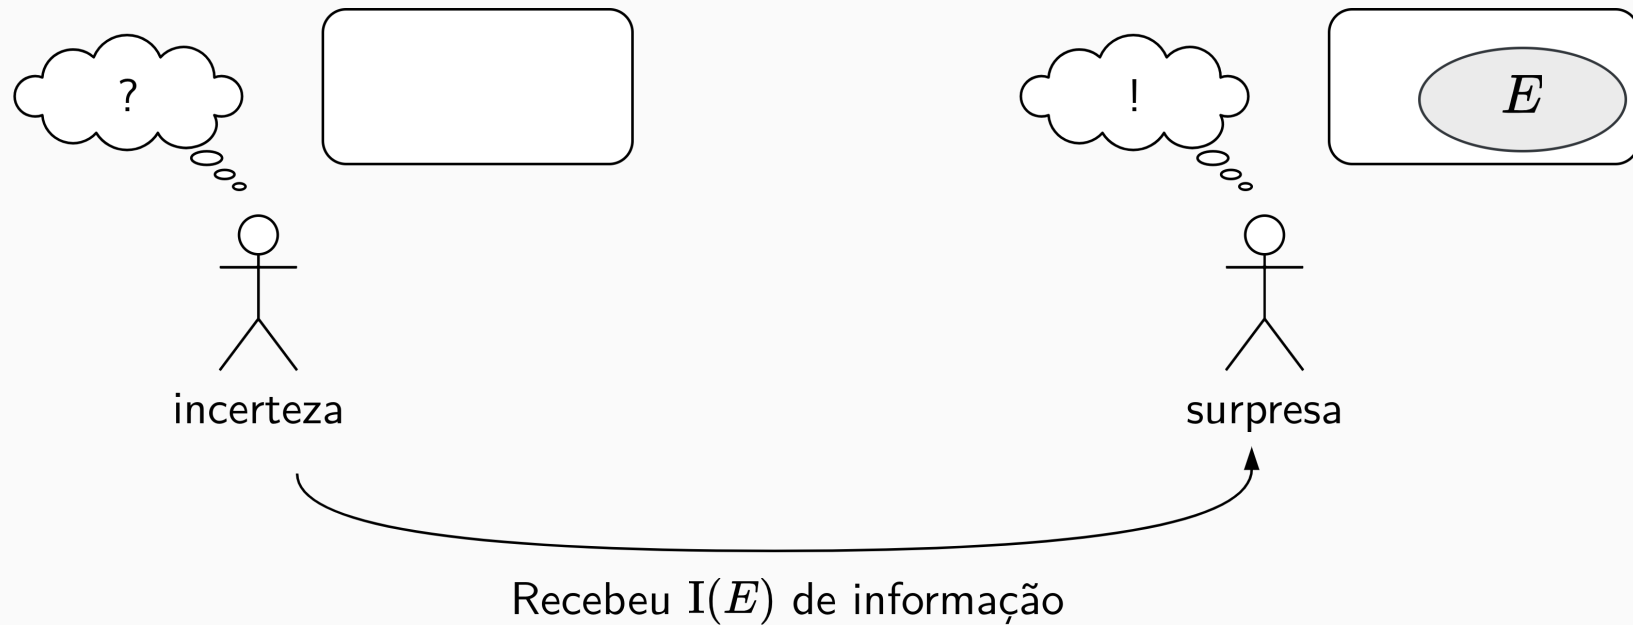 ?
!
E
incerteza
surpresa
Recebeu I(E) de informação